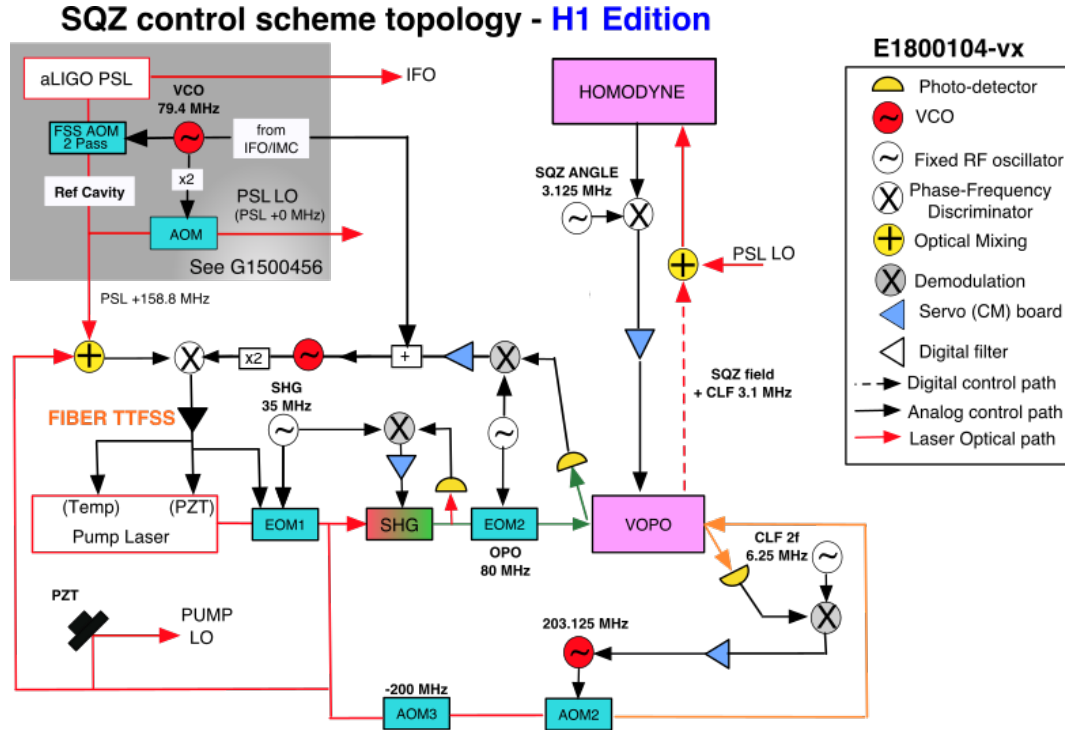 SQZ control scheme topology - H1 Edition
E1800104-vx
aLIGO PSL
IFO
VCO
79.4 MHz
FSS AOM
2 Pass
from
IFO/IMC
x2
Ref Cavity
PSL LO
(PSL +0 MHz)
AOM
See G1500456
PSL +158.8 MHz
HOMODYNE
SQZ ANGLE
3.125 MHz
PSL LO
SQZ field
+ CLF 3.1 MHz
Photo-detector
VCO
Fixed RF oscillator
Phase-Frequency
Discriminator
Optical Mixing
Demodulation
Servo (CM) board
Digital filter
Digital control path
Analog control path
Laser Optical path
x2
+
SHG
35 MHz
FIBER TTFSS
(Temp)
(PZT)
Pump Laser
EOM1
SHG
EOM2
OPO
80 MHz
VOPO
CLF 2f
6.25 MHz
PZT
PUMP
LO
203.125 MHz
-200 MHz
AOM3
AOM2